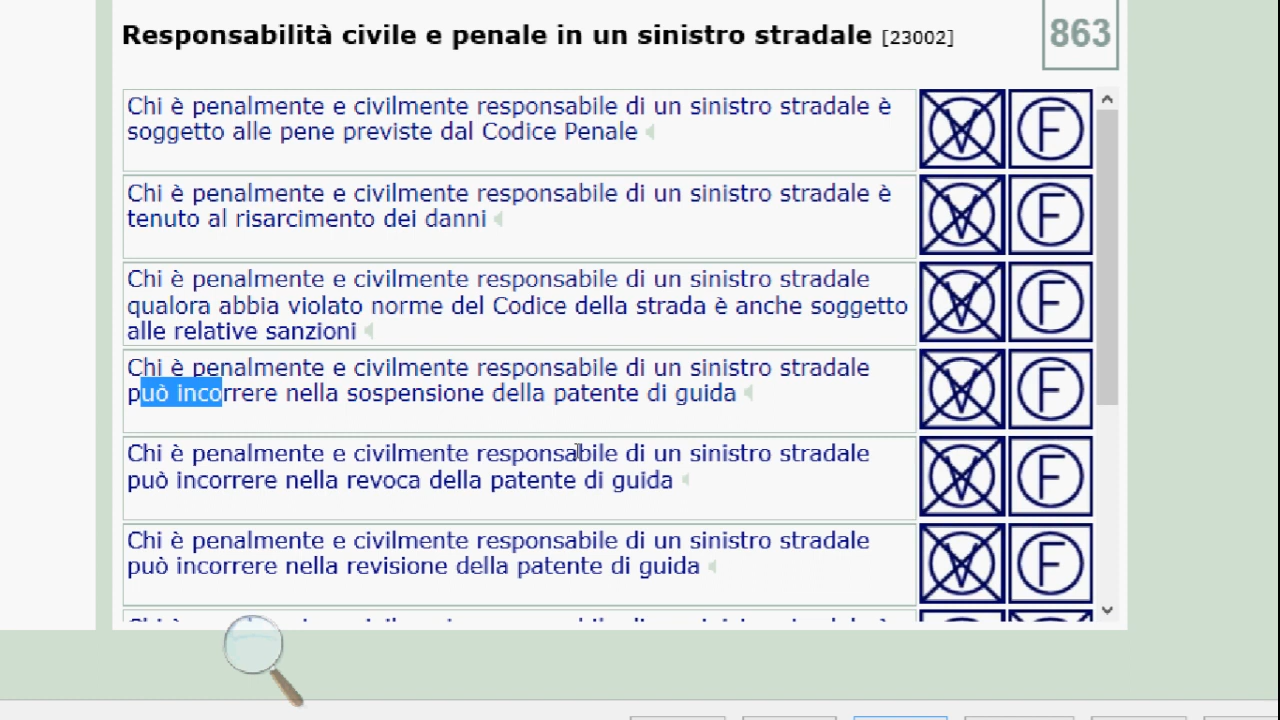 Responsabilità civile e penale in un sinistro stradale [23002]
863
Chi è penalmente e civilmente responsabile di un sinistro stradale è
soggetto alle pene previste dal Codice Penale
V F
Chi è penalmente e civilmente responsabile di un sinistro stradale è
tenuto al risarcimento dei danni
V F
Chi è penalmente e civilmente responsabile di un sinistro stradale
qualora abbia violato norme del Codice della strada è anche soggetto
alle relative sanzioni
V F
Chi è penalmente e civilmente responsabile di un sinistro stradale
può incorrere nella sospensione della patente di guida
V F
Chi è penalmente e civilmente responsabile di un sinistro stradale
può incorrere nella revoca della patente di guida
V F
Chi è penalmente e civilmente responsabile di un sinistro stradale
può incorrere nella revisione della patente di guida
V F